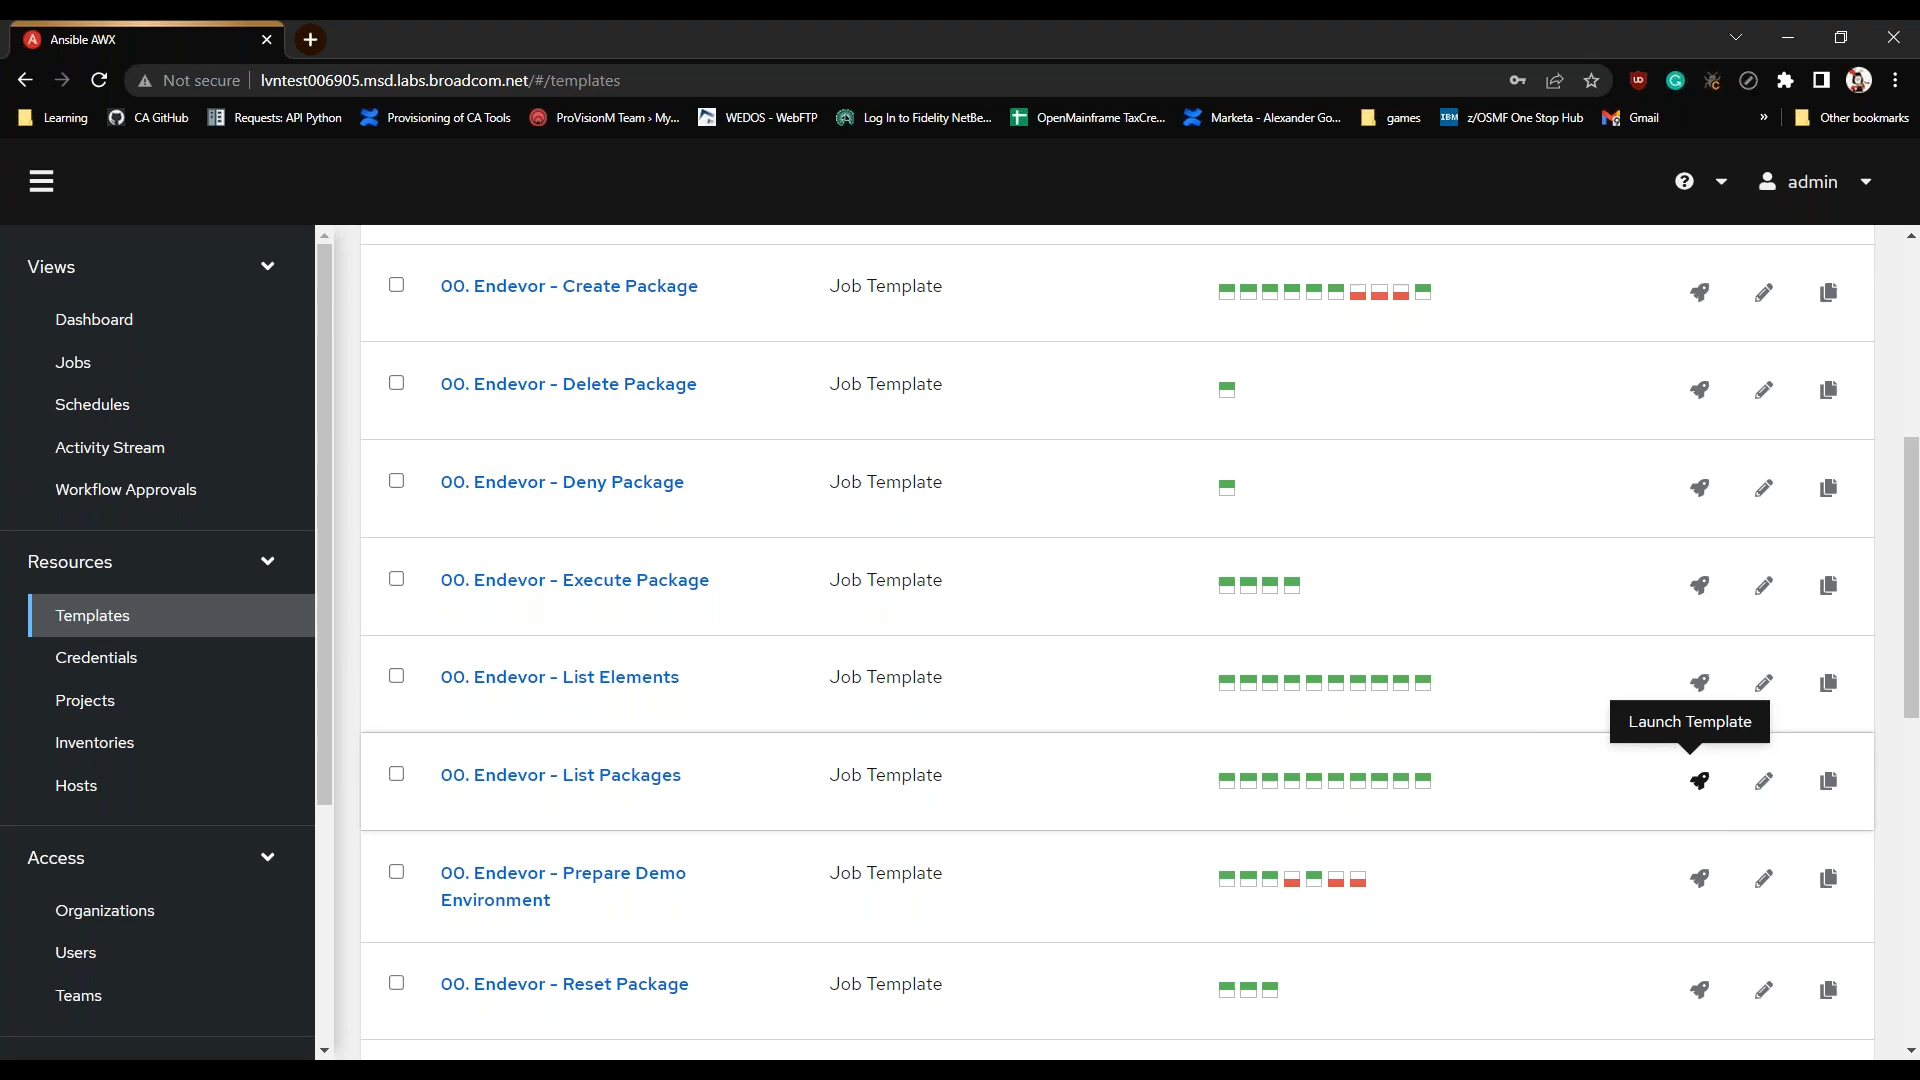 Ansible AWX
Not secure lvntest006905.msd.labs.broadcom.net/#/templates
Learning CA GitHub Requests: API Python Provisioning of CA Tools ProVisionM Team › My... WEDOS - WebFTP Log In to Fidelity NetBe... OpenMainframe TaxCre... Marketa - Alexander Go... games IBM z/OSMF One Stop Hub Gmail » Other bookmarks
admin
Views
Dashboard
Jobs
Schedules
Activity Stream
Workflow Approvals
Resources
Templates
Credentials
Projects
Inventories
Hosts
Access
Organizations
Users
Teams
00. Endevor - Create Package Job Template
00. Endevor - Delete Package Job Template
00. Endevor - Deny Package Job Template
00. Endevor - Execute Package Job Template
00. Endevor - List Elements Job Template
Launch Template
00. Endevor - List Packages Job Template
00. Endevor - Prepare Demo Job Template
Environment
00. Endevor - Reset Package Job Template